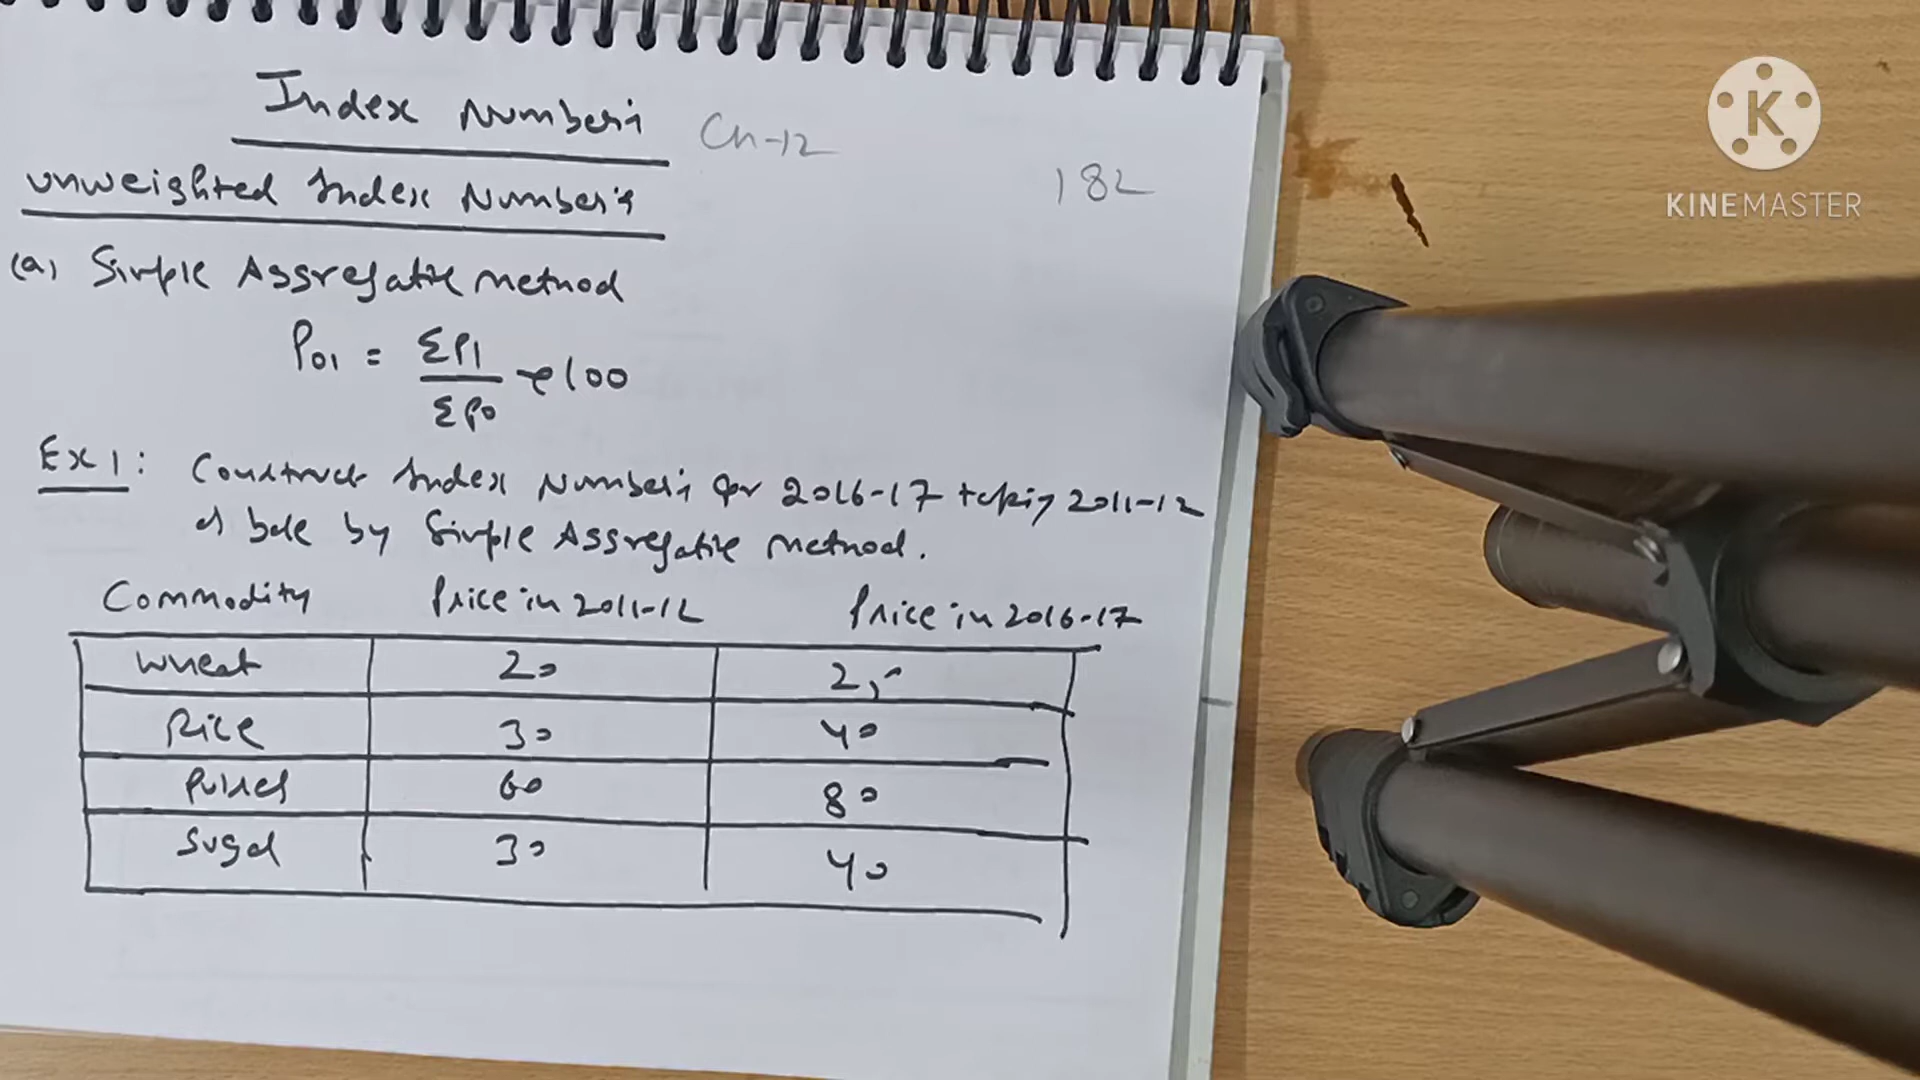 Index Numbers Ch-12
182
unweighted Index Numbers
(a) Simple Aggregative method
P01 = ΣP1 / ΣP0 × 100
Ex 1: Construct Index Numbers for 2016-17 taking 2011-12
as base by Simple Aggregative method.
Commodity Price in 2011-12 Price in 2016-17
wheat 20 25
Rice 30 40
Pulses 60 80
Sugar 30 40
K
KINEMASTER